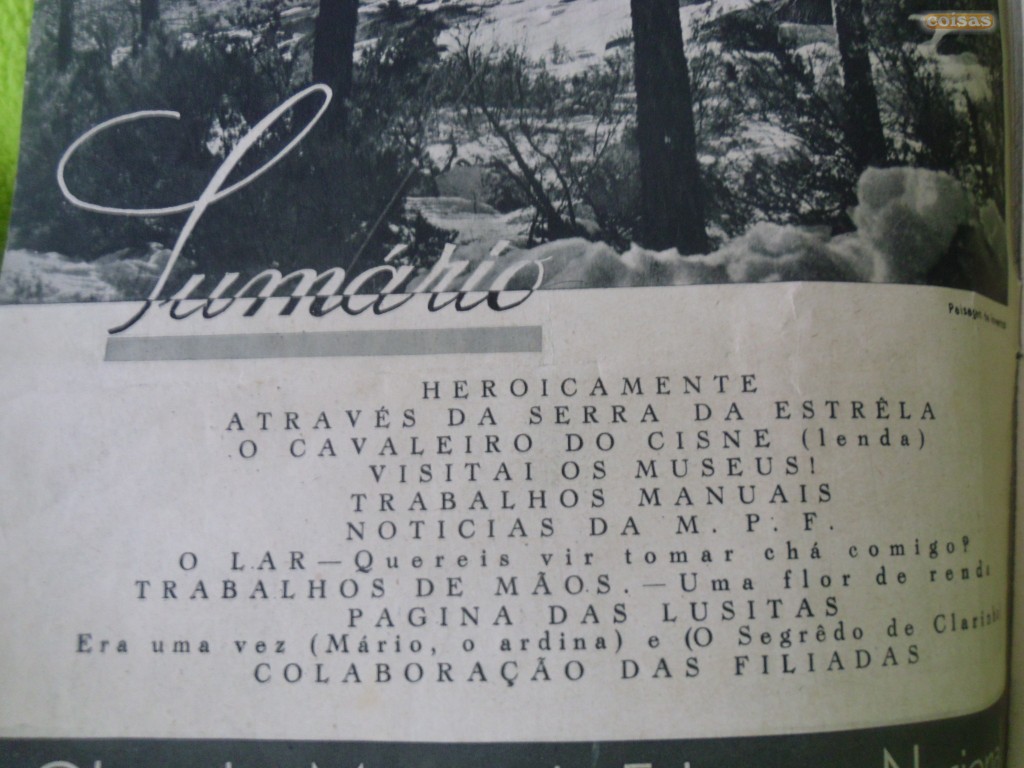 coisas
Sumário
HEROICAMENTE
ATRAVÉS DA SERRA DA ESTRÊLA
O CAVALEIRO DO CISNE (lenda)
VISITAI OS MUSEUS!
TRABALHOS MANUAIS
NOTICIAS DA M. P. F.
O LAR — Quereis vir tomar chá comigo?
TRABALHOS DE MÃOS. — Uma flor de renda
PAGINA DAS LUSITAS
Era uma vez (Mário, o ardina) e (O Segrêdo de
COLABORAÇÃO DAS FILIADAS